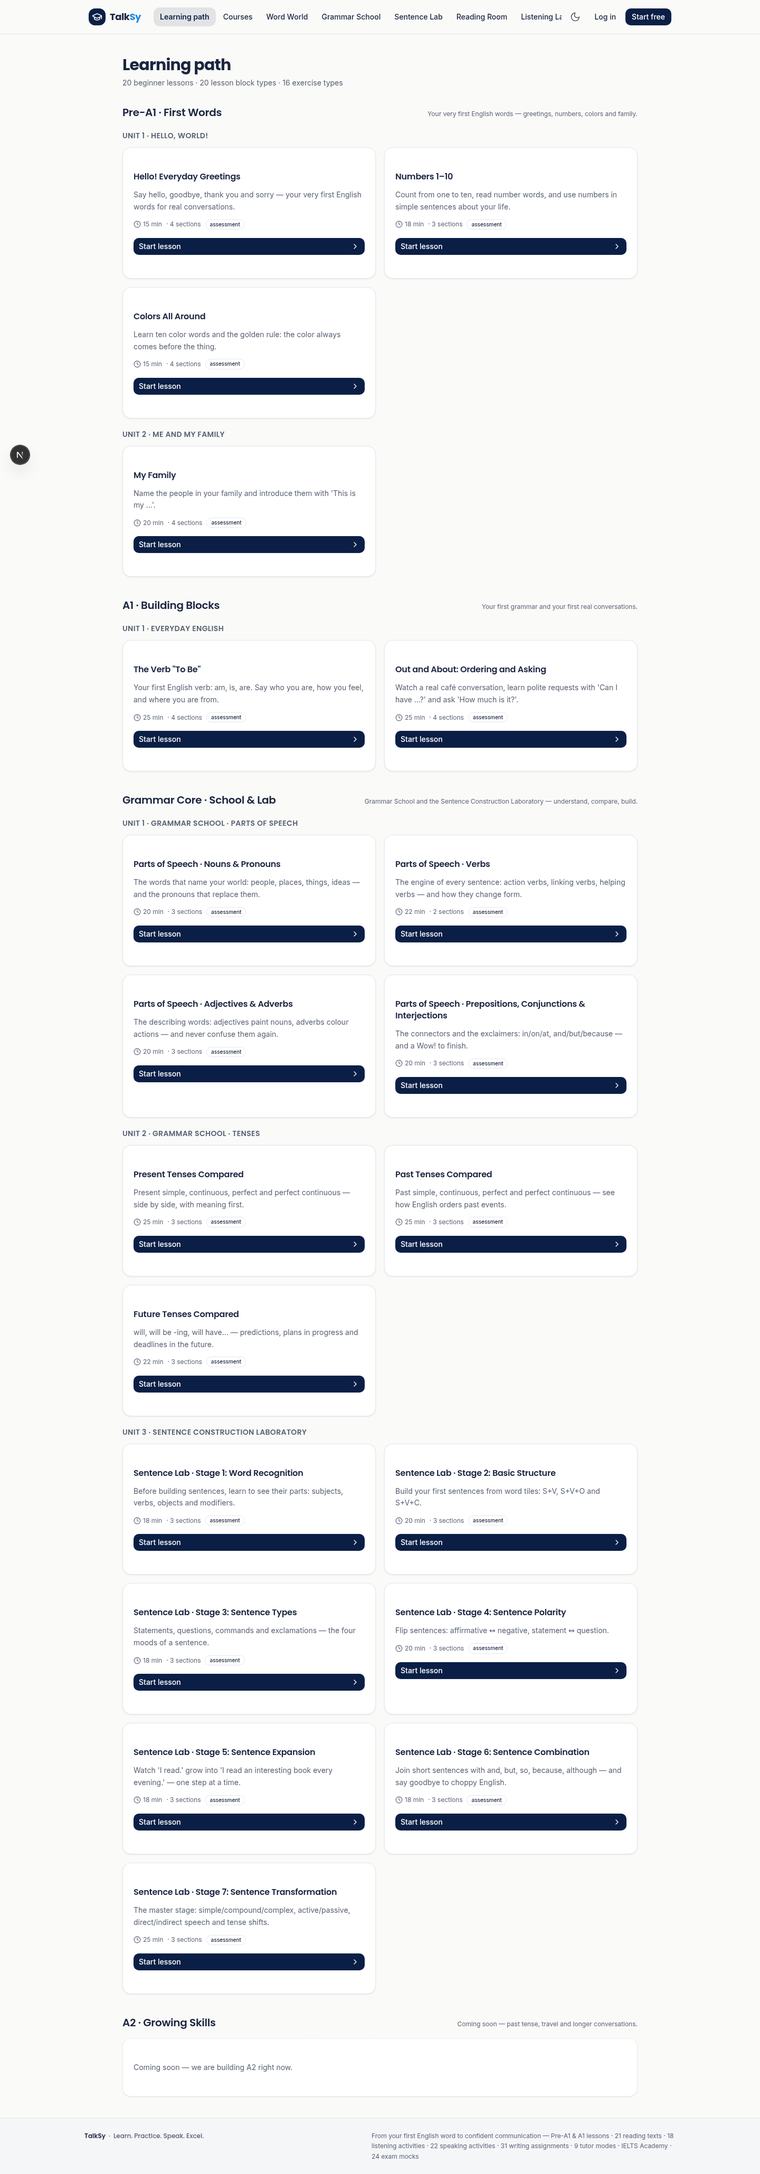 TalkSy
Learning path
Courses
Word World
Grammar School
Sentence Lab
Reading Room
Listening La
Log in
Start free
Learning path
20 beginner lessons · 20 lesson block types · 16 exercise types
Pre-A1 · First Words
Your very first English words — greetings, numbers, colors and family.
UNIT 1 · HELLO, WORLD!
Hello! Everyday Greetings
Say hello, goodbye, thank you and sorry — your very first English
words for real conversations.
15 min · 4 sections assessment
Start lesson
Numbers 1–10
Count from one to ten, read number words, and use numbers in
simple sentences about your life.
18 min · 3 sections assessment
Start lesson
Colors All Around
Learn ten color words and the golden rule: the color always
comes before the thing.
15 min · 4 sections assessment
Start lesson
UNIT 2 · ME AND MY FAMILY
N
My Family
Name the people in your family and introduce them with 'This is
my …'.
20 min · 4 sections assessment
Start lesson
A1 · Building Blocks
Your first grammar and your first real conversations.
UNIT 1 · EVERYDAY ENGLISH
The Verb "To Be"
Your first English verb: am, is, are. Say who you are, how you feel,
and where you are from.
25 min · 4 sections assessment
Start lesson
Out and About: Ordering and Asking
Watch a real café conversation, learn polite requests with 'Can I
have …?' and ask 'How much is it?'.
25 min · 4 sections assessment
Start lesson
Grammar Core · School & Lab
Grammar School and the Sentence Construction Laboratory — understand, compare, build.
UNIT 1 · GRAMMAR SCHOOL · PARTS OF SPEECH
Parts of Speech · Nouns & Pronouns
The words that name your world: people, places, things, ideas —
and the pronouns that replace them.
20 min · 3 sections assessment
Start lesson
Parts of Speech · Verbs
The engine of every sentence: action verbs, linking verbs, helping
verbs — and how they change form.
22 min · 2 sections assessment
Start lesson
Parts of Speech · Adjectives & Adverbs
The describing words: adjectives paint nouns, adverbs colour
actions — and never confuse them again.
20 min · 3 sections assessment
Start lesson
Parts of Speech · Prepositions, Conjunctions &
Interjections
The connectors and the exclaimers: in/on/at, and/but/because —
and a Wow! to finish.
20 min · 3 sections assessment
Start lesson
UNIT 2 · GRAMMAR SCHOOL · TENSES
Present Tenses Compared
Present simple, continuous, perfect and perfect continuous —
side by side, with meaning first.
25 min · 3 sections assessment
Start lesson
Past Tenses Compared
Past simple, continuous, perfect and perfect continuous — see
how English orders past events.
25 min · 3 sections assessment
Start lesson
Future Tenses Compared
will, will be -ing, will have… — predictions, plans in progress and
deadlines in the future.
22 min · 3 sections assessment
Start lesson
UNIT 3 · SENTENCE CONSTRUCTION LABORATORY
Sentence Lab · Stage 1: Word Recognition
Before building sentences, learn to see their parts: subjects,
verbs, objects and modifiers.
18 min · 3 sections assessment
Start lesson
Sentence Lab · Stage 2: Basic Structure
Build your first sentences from word tiles: S+V, S+V+O and
S+V+C.
20 min · 3 sections assessment
Start lesson
Sentence Lab · Stage 3: Sentence Types
Statements, questions, commands and exclamations — the four
moods of a sentence.
18 min · 3 sections assessment
Start lesson
Sentence Lab · Stage 4: Sentence Polarity
Flip sentences: affirmative ↔ negative, statement ↔ question.
20 min · 3 sections assessment
Start lesson
Sentence Lab · Stage 5: Sentence Expansion
Watch 'I read.' grow into 'I read an interesting book every
evening.' — one step at a time.
18 min · 3 sections assessment
Start lesson
Sentence Lab · Stage 6: Sentence Combination
Join short sentences with and, but, so, because, although — and
say goodbye to choppy English.
18 min · 3 sections assessment
Start lesson
Sentence Lab · Stage 7: Sentence Transformation
The master stage: simple/compound/complex, active/passive,
direct/indirect speech and tense shifts.
25 min · 3 sections assessment
Start lesson
A2 · Growing Skills
Coming soon — past tense, travel and longer conversations.
Coming soon — we are building A2 right now.
TalkSy · Learn. Practice. Speak. Excel.
From your first English word to confident communication — Pre-A1 & A1 lessons · 21 reading texts · 18
listening activities · 22 speaking activities · 31 writing assignments · 9 tutor modes · IELTS Academy ·
24 exam mocks